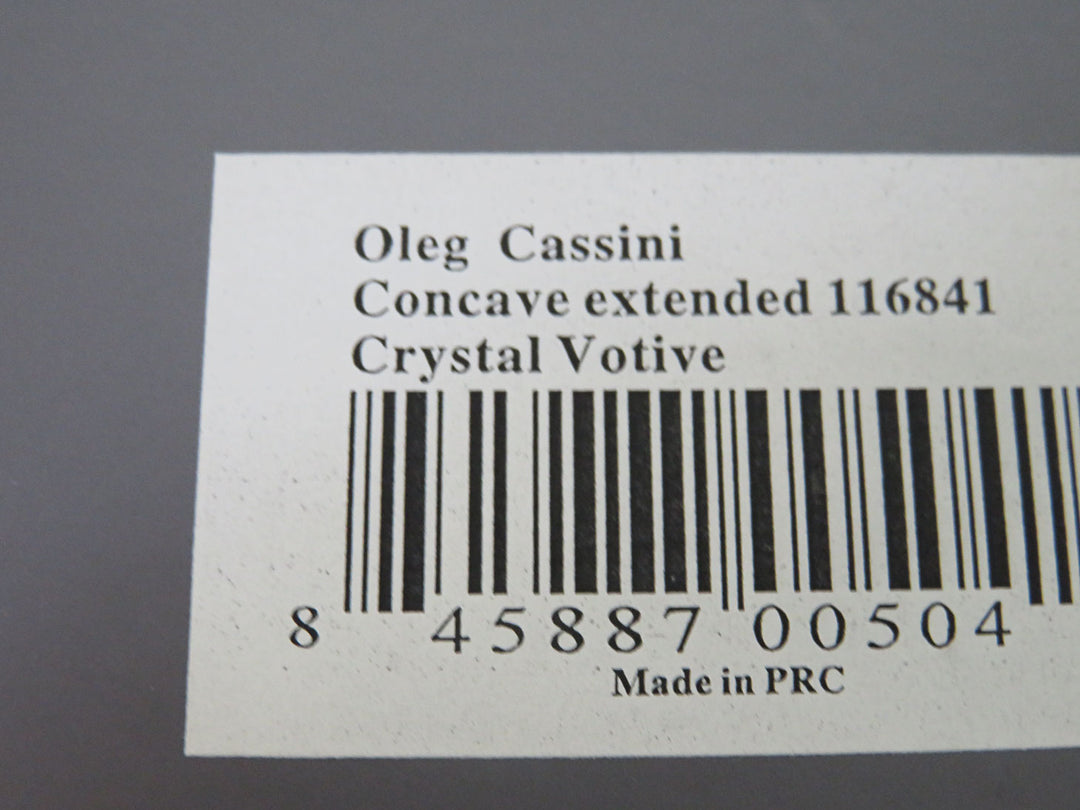 Oleg Cassini
Concave extended 116841
Crystal Votive
8 45887 00504
Made in PRC